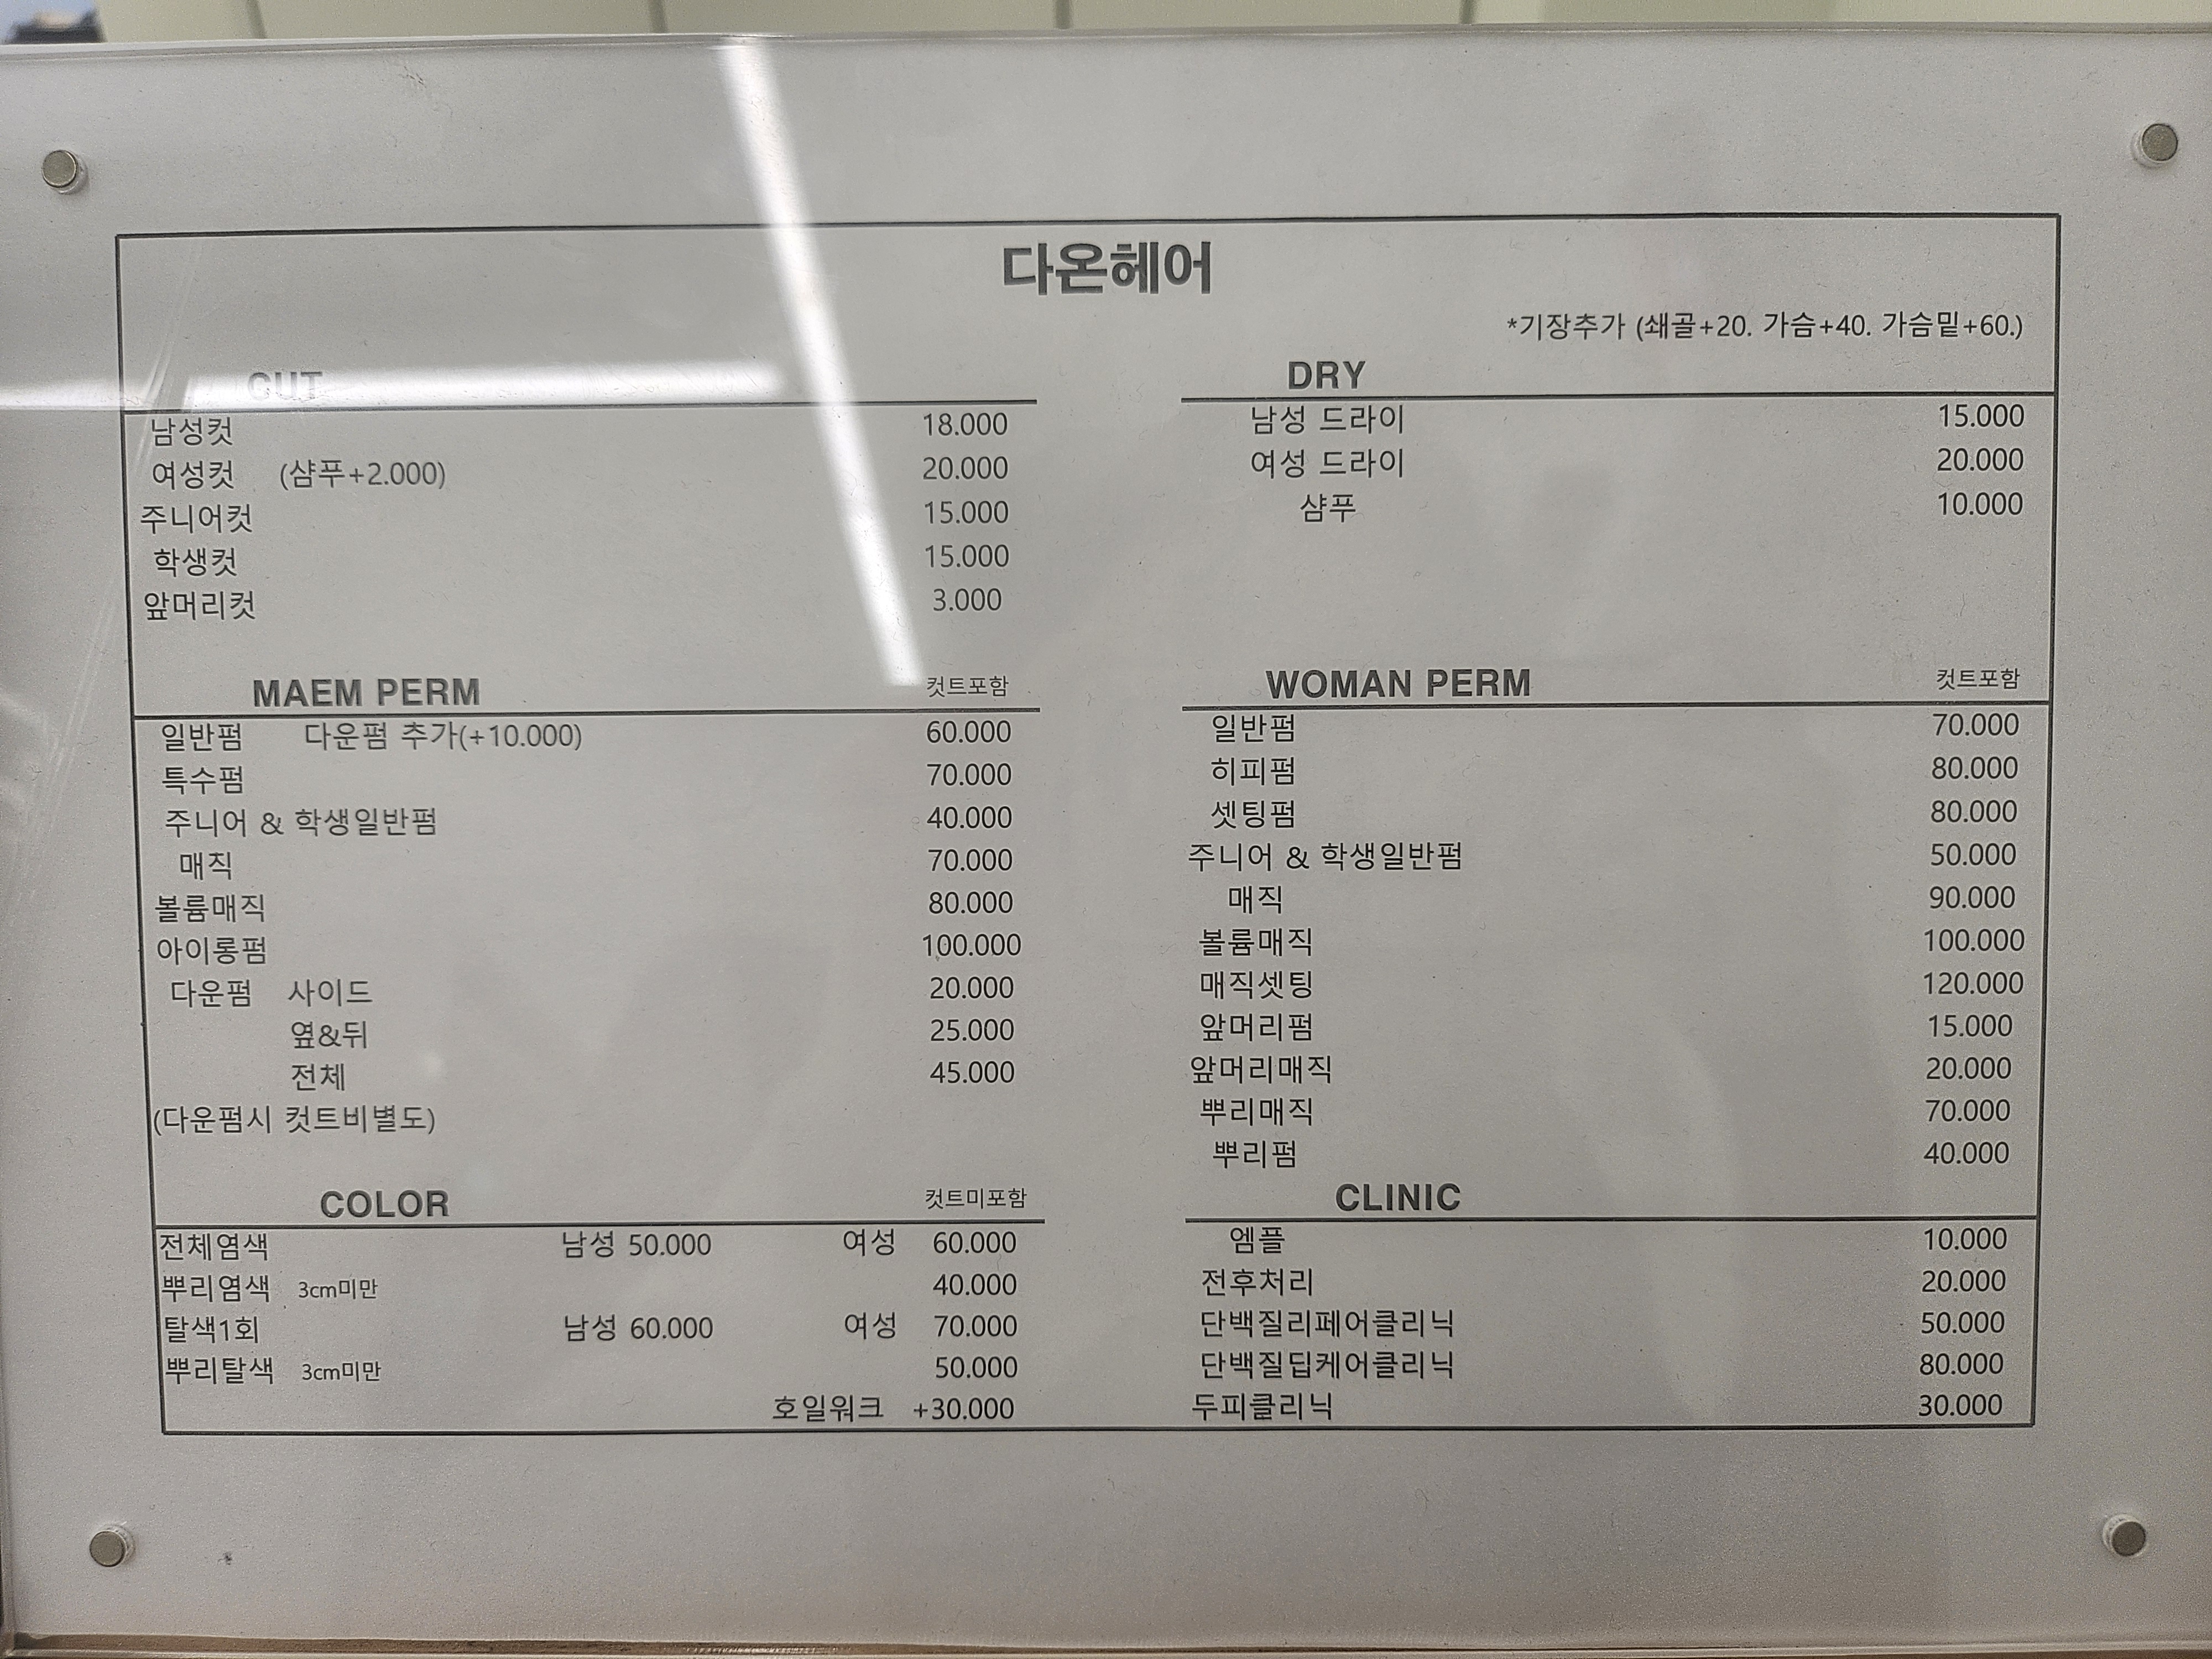 다온헤어
*기장추가 (쇄골+20. 가슴+40. 가슴밑+60.)
CUT
남성컷 18.000
여성컷 (샴푸+2.000) 20.000
주니어컷 15.000
학생컷 15.000
앞머리컷 3.000
DRY
남성 드라이 15.000
여성 드라이 20.000
샴푸 10.000
MAEM PERM 컷트포함
일반펌 다운펌 추가(+10.000) 60.000
특수펌 70.000
주니어 & 학생일반펌 40.000
매직 70.000
볼륨매직 80.000
아이롱펌 100.000
다운펌 사이드 20.000
옆&뒤 25.000
전체 45.000
(다운펌시 컷트비별도)
WOMAN PERM 컷트포함
일반펌 70.000
히피펌 80.000
셋팅펌 80.000
주니어 & 학생일반펌 50.000
매직 90.000
볼륨매직 100.000
매직셋팅 120.000
앞머리펌 15.000
앞머리매직 20.000
뿌리매직 70.000
뿌리펌 40.000
COLOR 컷트미포함
전체염색 남성 50.000 여성 60.000
뿌리염색 3cm미만 40.000
탈색1회 남성 60.000 여성 70.000
뿌리탈색 3cm미만 50.000
호일워크 +30.000
CLINIC
엠플 10.000
전후처리 20.000
단백질리페어클리닉 50.000
단백질딥케어클리닉 80.000
두피클리닉 30.000